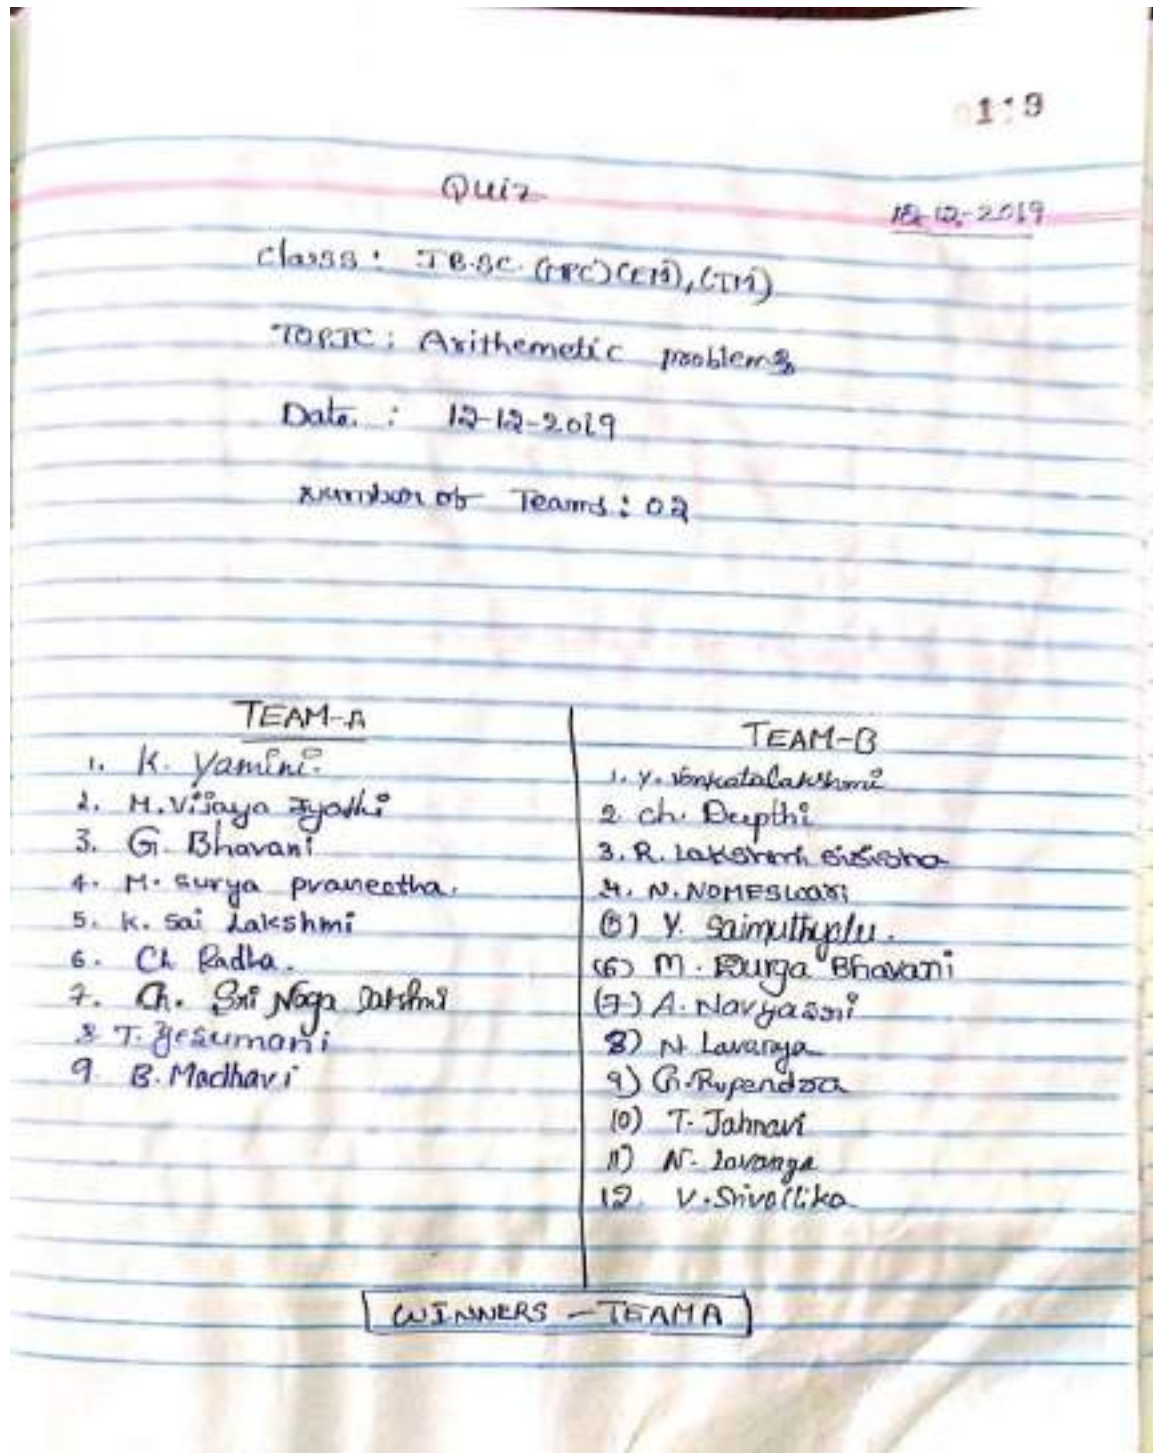 119
Quiz
12-12-2019
Classs : I B.SC. (MPC) (EM), (TM)
TOPIC : Arithemetic problems
Date. : 12-12-2019
Number of Teams : 02
TEAM-A
1. K. Yamini.
2. M. Vijaya Jyothi
3. G. Bhavani
4. M. Surya praneetha.
5. K. Sai Lakshmi
6. Ch Radha.
7. Ch. Sri Naga Lakshmi
8 T. Yesumani
9. B. Madhavi
TEAM-B
1. Y. Venkatalakshmi
2 Ch. Deepthi
3. R. Lakshmi
4. N. NOMESWARI
(5) Y. Saimuthyalu.
(6) M. Durga Bhavani
(7) A. Navyasri
8) N Lavanya
9) G. Rupendra
10) T. Jahnavi
11) N. Lavanya
12. V. Srivallika
WINNERS - TEAM A